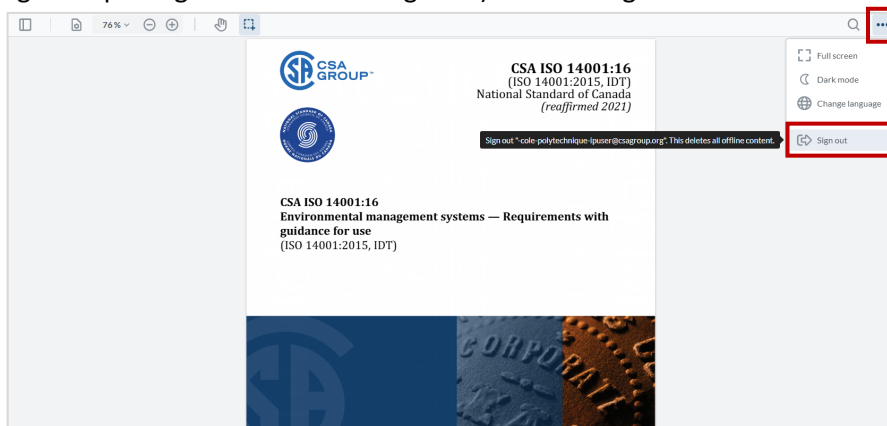 76%
Full screen
Dark mode
Change language
Sign out
Sign out "-cole-polytechnique-ipuser@csagroup.org". This deletes all offline content.
CSA
GROUP™
CSA ISO 14001:16
(ISO 14001:2015, IDT)
National Standard of Canada
(reaffirmed 2021)
CSA ISO 14001:16
Environmental management systems — Requirements with
guidance for use
(ISO 14001:2015, IDT)
CORPORATE